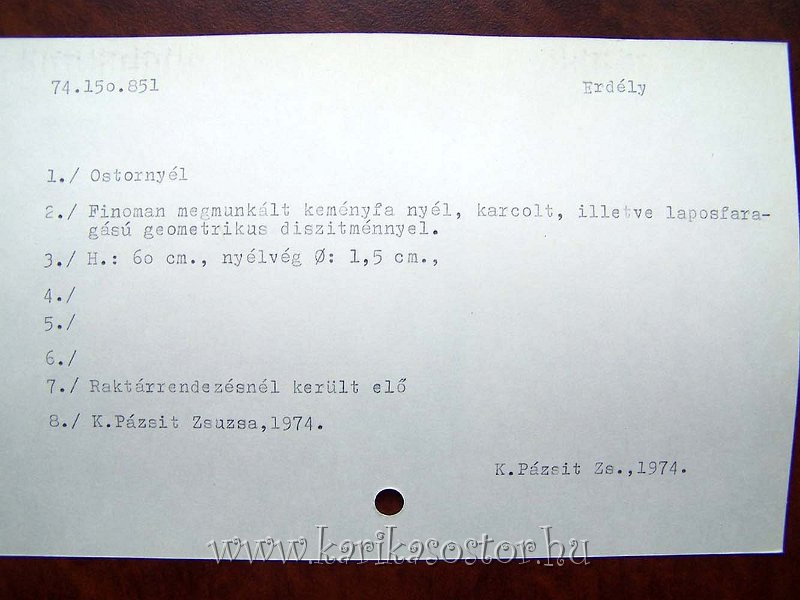 74.15o.851 Erdély
1./ Ostornyél
2./ Finoman megmunkált keményfa nyél, karcolt, illetve laposfara-
gású geometrikus diszitménnyel.
3./ H.: 6o cm., nyélvég Ø: 1,5 cm.,
4./
5./
6./
7./ Raktárrendezésnél került elő
8./ K.Pázsit Zsuzsa,1974.
K.Pázsit Zs.,1974.
www.karikasostor.hu